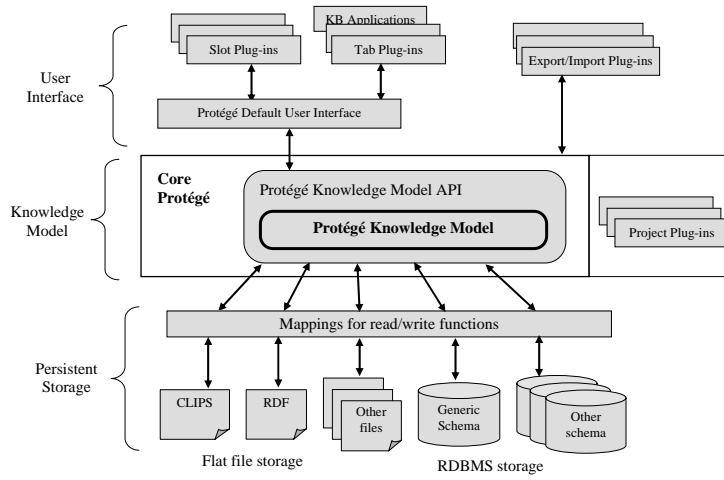 KB Applications
Slot Plug-ins
Tab Plug-ins
Export/Import Plug-ins
User
Interface
Protégé Default User Interface
Core
Protégé
Protégé Knowledge Model API
Protégé Knowledge Model
Knowledge
Model
Project Plug-ins
Mappings for read/write functions
Persistent
Storage
CLIPS
RDF
Other
files
Generic
Schema
Other
schema
Flat file storage
RDBMS storage